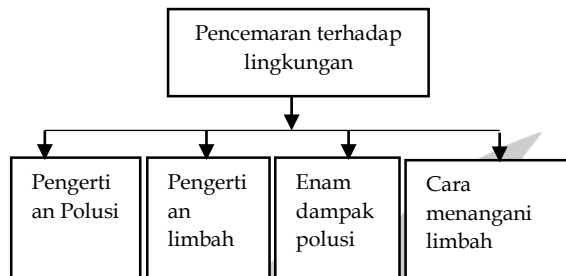 Pencemaran terhadap
lingkungan
Pengerti
an Polusi
Pengerti
an
limbah
Enam
dampak
polusi
Cara
menangani
limbah